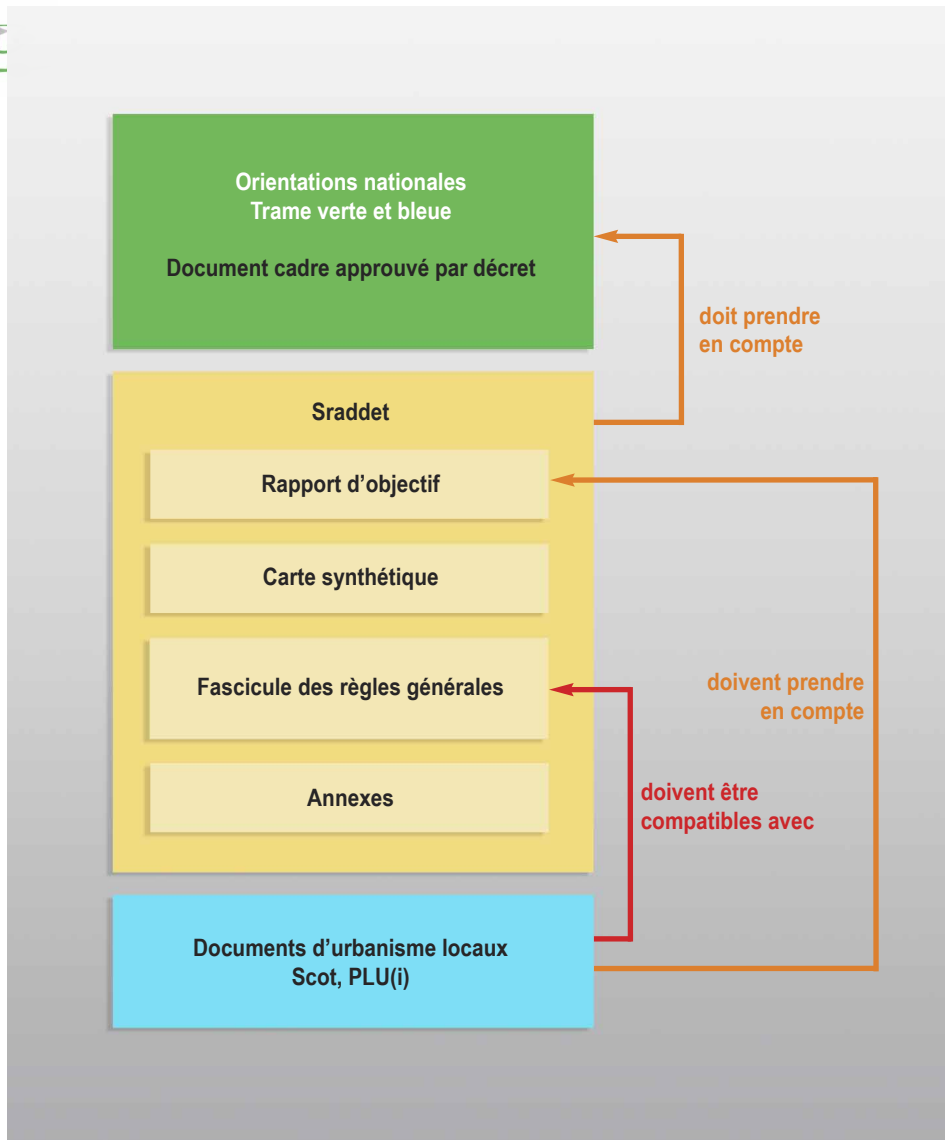 Orientations nationales
Trame verte et bleue
Document cadre approuvé par décret
doit prendre
en compte
Sraddet
Rapport d’objectif
Carte synthétique
Fascicule des règles générales
Annexes
doivent prendre
en compte
doivent être
compatibles avec
Documents d’urbanisme locaux
Scot, PLU(i)